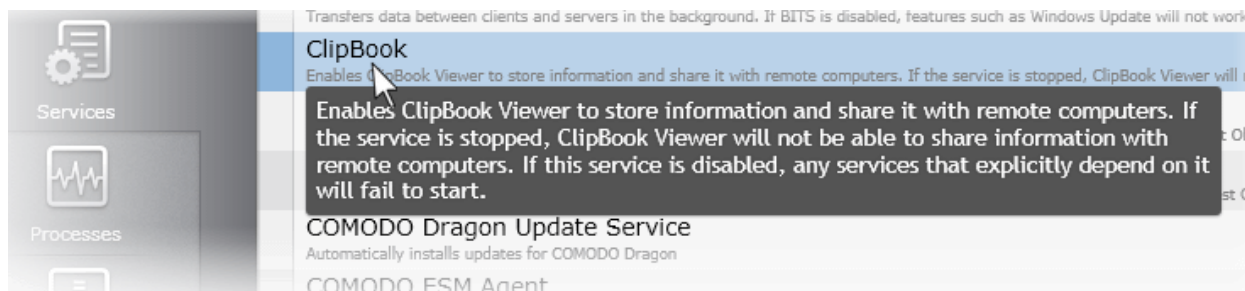 Transfers data between clients and servers in the background. If BITS is disabled, features such as Windows Update will not work
ClipBook
Enables ClipBook Viewer to store information and share it with remote computers. If the service is stopped, ClipBook Viewer will
Services
Enables ClipBook Viewer to store information and share it with remote computers. If
the service is stopped, ClipBook Viewer will not be able to share information with
remote computers. If this service is disabled, any services that explicitly depend on it
will fail to start.
Processes
COMODO Dragon Update Service
Automatically installs updates for COMODO Dragon
COMODO ESM Agent